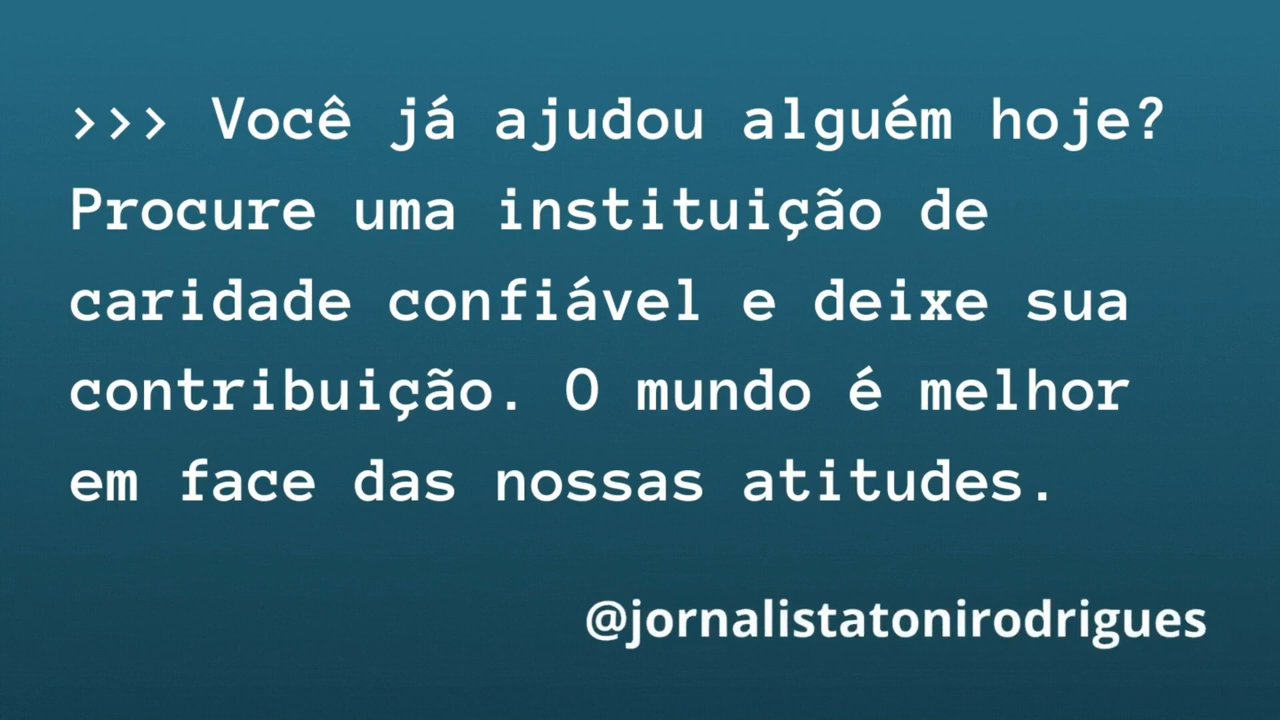 >>> Você já ajudou alguém hoje?
Procure uma instituição de
caridade confiável e deixe sua
contribuição. O mundo é melhor
em face das nossas atitudes.
@jornalistatonirodrigues